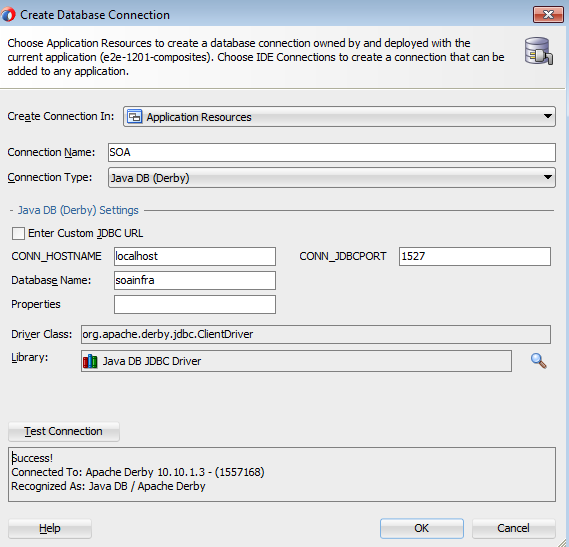 Create Database Connection
Choose Application Resources to create a database connection owned by and deployed with the
current application (e2e-1201-composites). Choose IDE Connections to create a connection that can be
added to any application.
Create Connection In: Application Resources
Connection Name: SOA
Connection Type: Java DB (Derby)
Java DB (Derby) Settings
Enter Custom JDBC URL
CONN_HOSTNAME localhost CONN_JDBCPORT 1527
Database Name: soainfra
Properties
Driver Class: org.apache.derby.jdbc.ClientDriver
Library: Java DB JDBC Driver
Test Connection
Success!
Connected To: Apache Derby 10.10.1.3 - (1557168)
Recognized As: Java DB / Apache Derby
Help OK Cancel